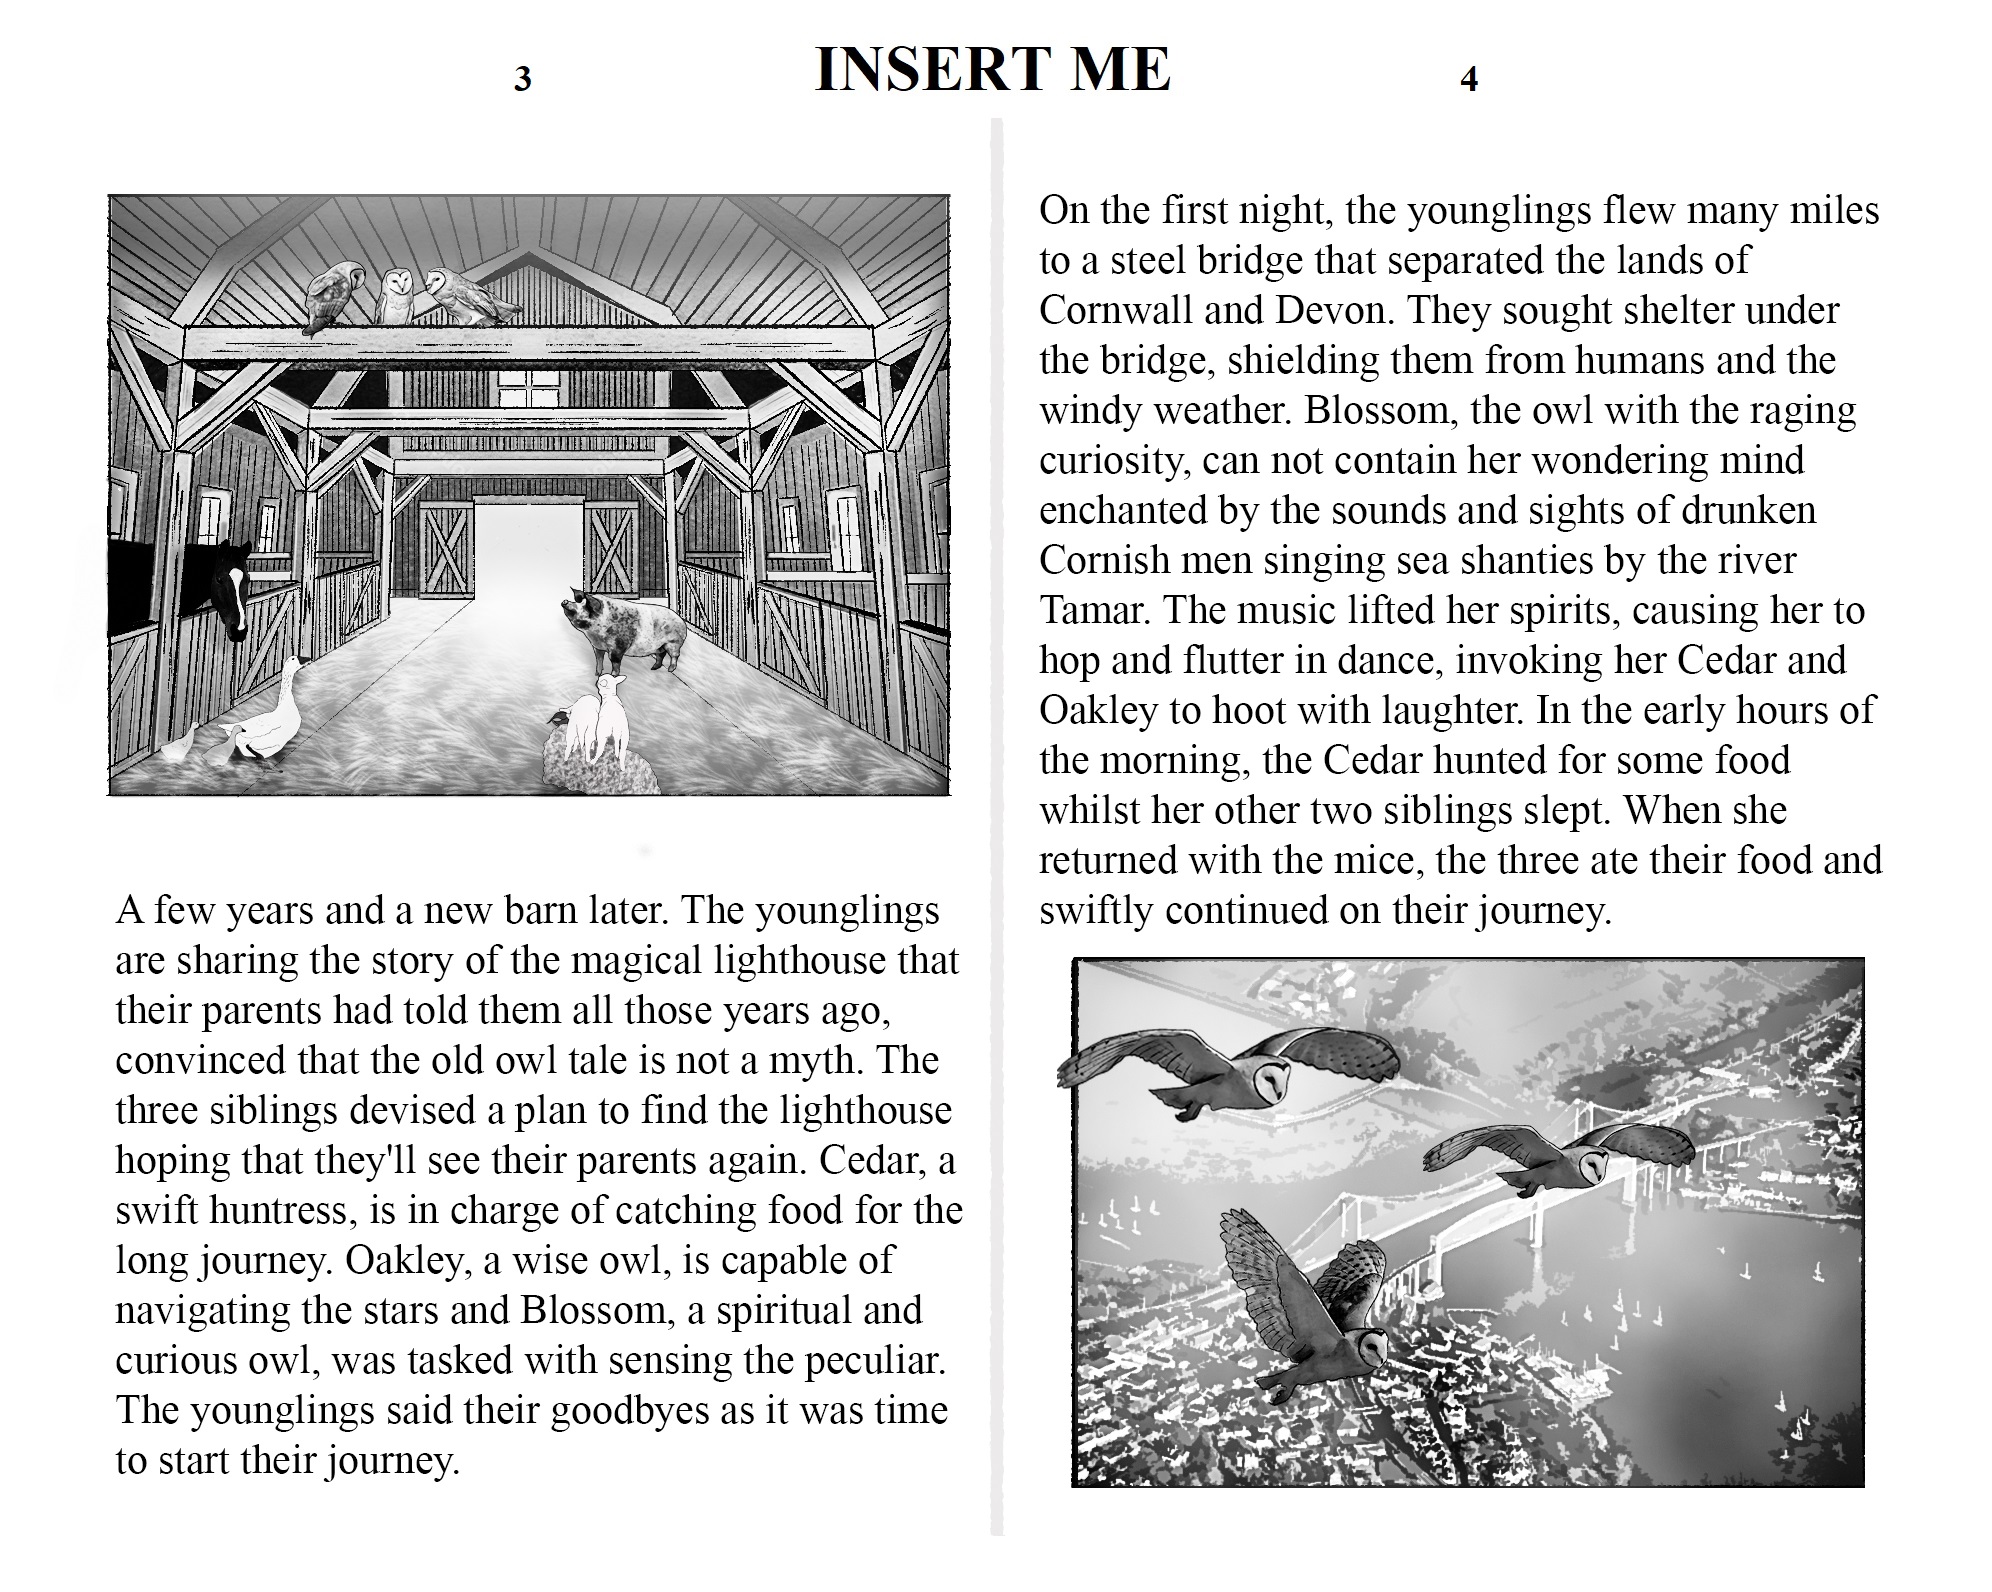 3
INSERT ME
4
A few years and a new barn later. The younglings
are sharing the story of the magical lighthouse that
their parents had told them all those years ago,
convinced that the old owl tale is not a myth. The
three siblings devised a plan to find the lighthouse
hoping that they'll see their parents again. Cedar, a
swift huntress, is in charge of catching food for the
long journey. Oakley, a wise owl, is capable of
navigating the stars and Blossom, a spiritual and
curious owl, was tasked with sensing the peculiar.
The younglings said their goodbyes as it was time
to start their journey.
On the first night, the younglings flew many miles
to a steel bridge that separated the lands of
Cornwall and Devon. They sought shelter under
the bridge, shielding them from humans and the
windy weather. Blossom, the owl with the raging
curiosity, can not contain her wondering mind
enchanted by the sounds and sights of drunken
Cornish men singing sea shanties by the river
Tamar. The music lifted her spirits, causing her to
hop and flutter in dance, invoking her Cedar and
Oakley to hoot with laughter. In the early hours of
the morning, the Cedar hunted for some food
whilst her other two siblings slept. When she
returned with the mice, the three ate their food and
swiftly continued on their journey.